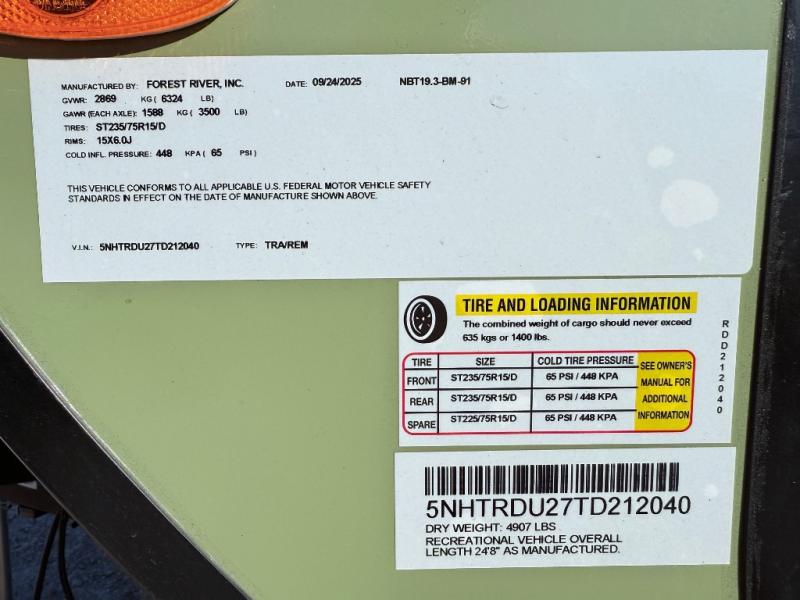 MANUFACTURED BY: FOREST RIVER, INC. DATE: 09/24/2025 NBT19.3-BM-91
GVWR: 2869 KG ( 6324 LB)
GAWR (EACH AXLE): 1588 KG ( 3500 LB)
TIRES: ST235/75R15/D
RIMS: 15X6.0J
COLD INFL. PRESSURE: 448 KPA ( 65 PSI )
THIS VEHICLE CONFORMS TO ALL APPLICABLE U.S. FEDERAL MOTOR VEHICLE SAFETY
STANDARDS IN EFFECT ON THE DATE OF MANUFACTURE SHOWN ABOVE.
V.I.N.: 5NHTRDU27TD212040 TYPE: TRA/REM
TIRE AND LOADING INFORMATION
The combined weight of cargo should never exceed
635 kgs or 1400 lbs.
TIRE SIZE COLD TIRE PRESSURE
FRONT ST235/75R15/D 65 PSI / 448 KPA
REAR ST235/75R15/D 65 PSI / 448 KPA
SPARE ST225/75R15/D 65 PSI / 448 KPA
SEE OWNER'S
MANUAL FOR
ADDITIONAL
INFORMATION
RDD212040
5NHTRDU27TD212040
DRY WEIGHT: 4907 LBS
RECREATIONAL VEHICLE OVERALL
LENGTH 24'8" AS MANUFACTURED.